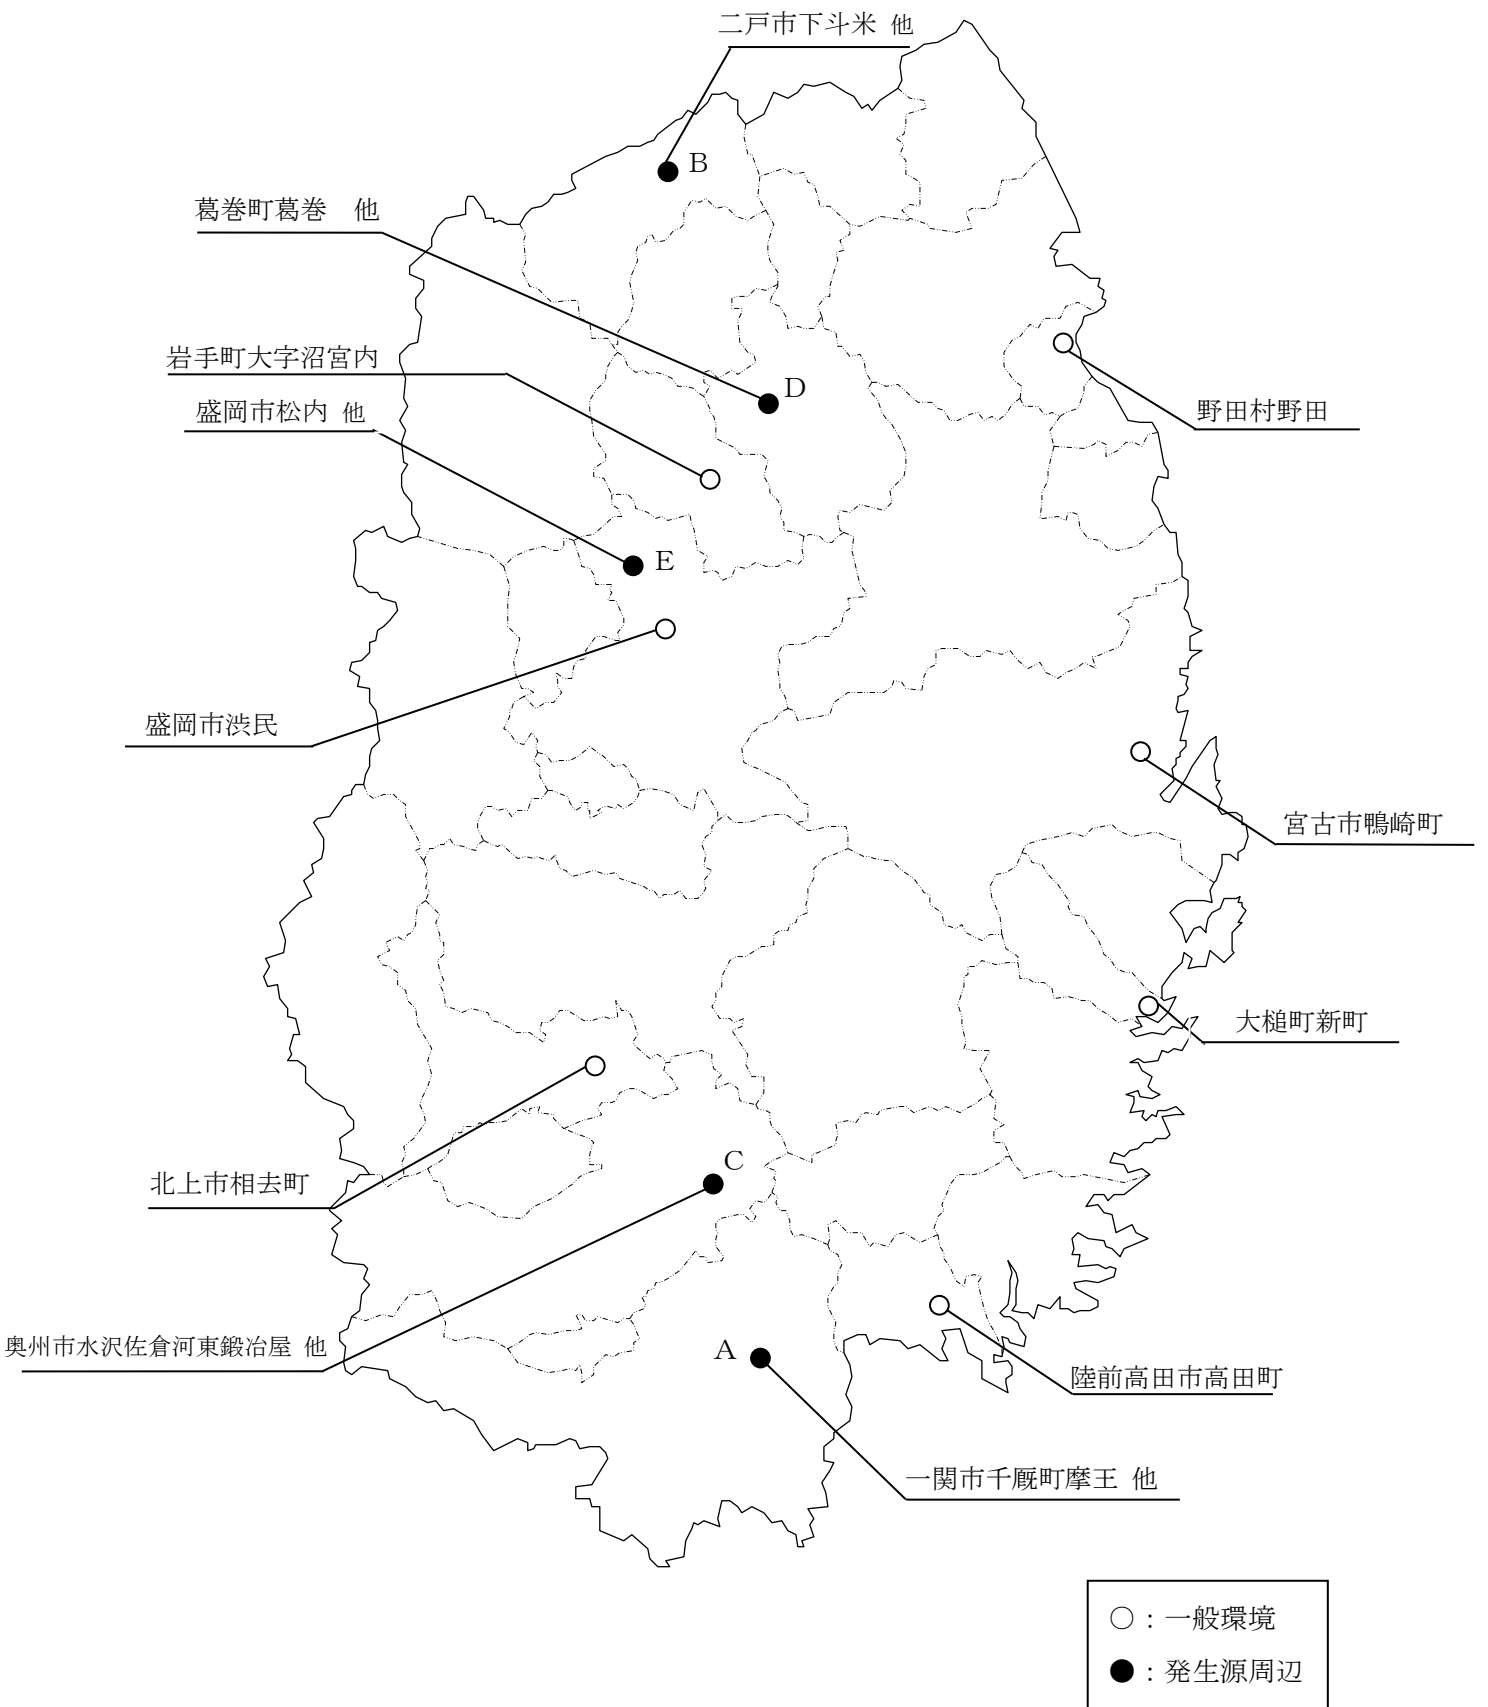 二戸市下斗米 他
B
葛巻町葛巻　他
岩手町大字沼宮内
D
盛岡市松内 他
野田村野田
E
盛岡市渋民
宮古市鴨崎町
大槌町新町
C
北上市相去町
奥州市水沢佐倉河東鍛冶屋 他
A
陸前高田市高田町
一関市千厩町摩王 他
○：一般環境
●：発生源周辺